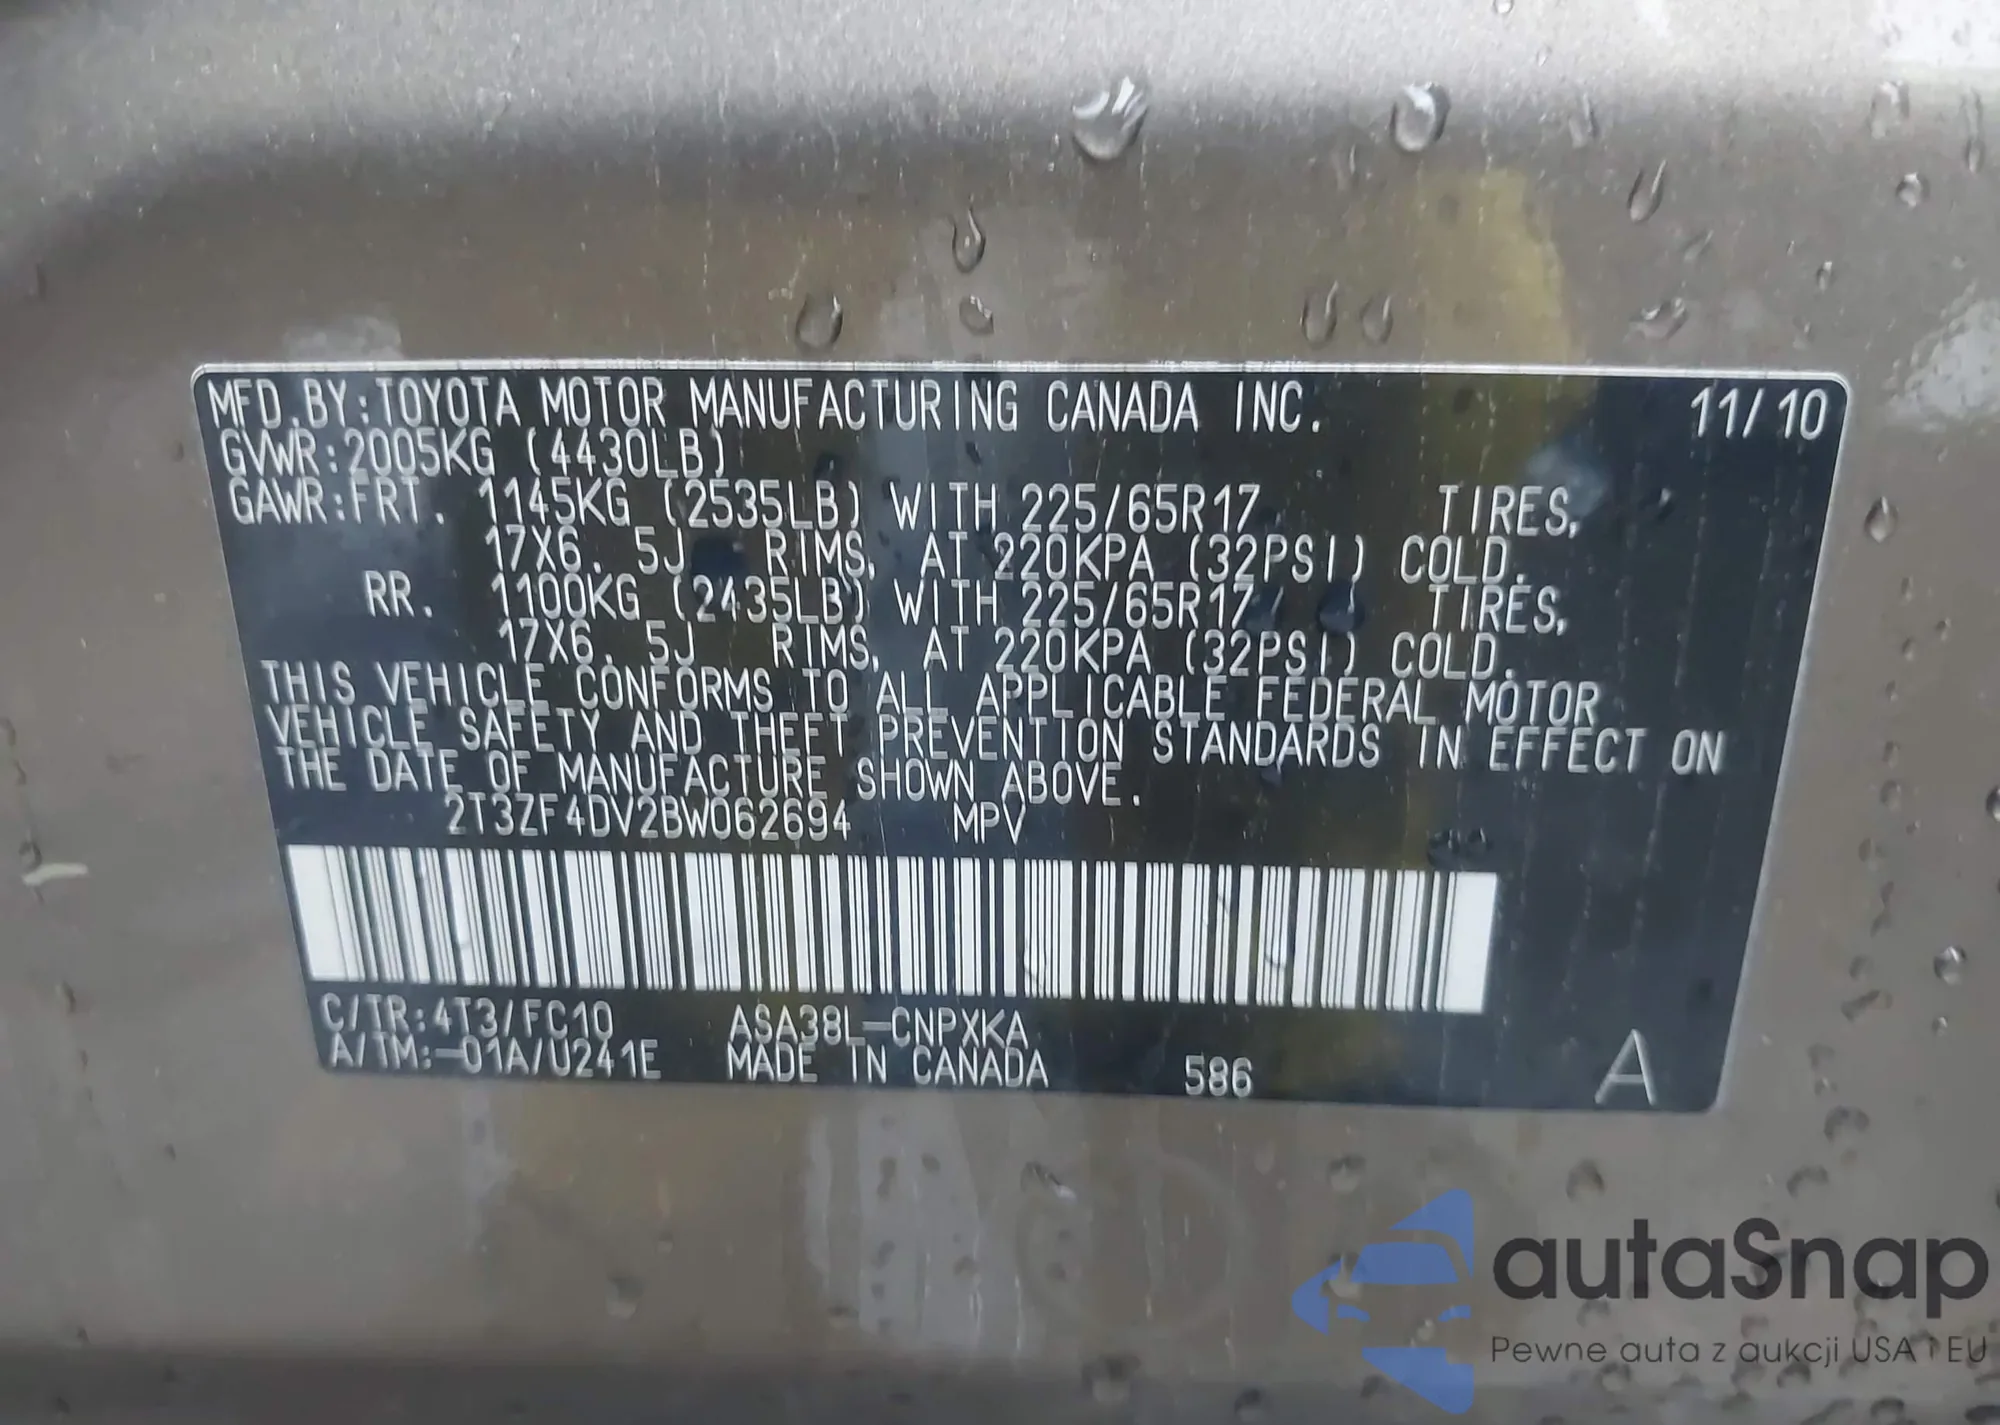 MFD.BY:TOYOTA MOTOR MANUFACTURING CANADA INC. 11/10
GVWR:2005KG (4430LB)
GAWR:FRT. 1145KG (2535LB) WITH 225/65R17 TIRES,
17X6.5J RIMS, AT 220KPA (32PSI) COLD.
RR. 1100KG (2435LB) WITH 225/65R17 TIRES,
17X6.5J RIMS, AT 220KPA (32PSI) COLD.
THIS VEHICLE CONFORMS TO ALL APPLICABLE FEDERAL MOTOR
VEHICLE SAFETY AND THEFT PREVENTION STANDARDS IN EFFECT ON
THE DATE OF MANUFACTURE SHOWN ABOVE.
2T3ZF4DV2BW062694 MPV
C/TR:4T3/FC10 ASA38L-CNPXKA
A/TM:-01A/U241E MADE IN CANADA 586 A
autaSnap
Pewne auta z aukcji USA i EU